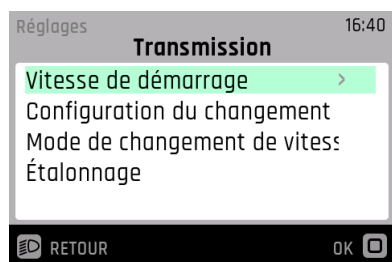 Réglages 16:40
Transmission
Vitesse de démarrage >
Configuration du changement
Mode de changement de vitess
Étalonnage
RETOUR OK